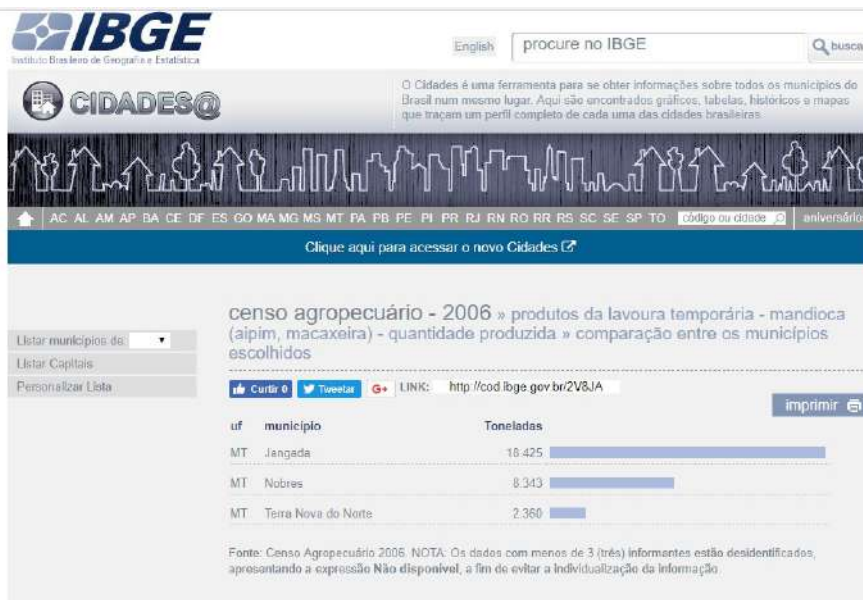 IBGE
Instituto Brasileiro de Geografia e Estatística
English
procure no IBGE
busca
CIDADES@
O Cidades é uma ferramenta para se obter informações sobre todos os municípios do
Brasil num mesmo lugar. Aqui são encontrados gráficos, tabelas, históricos e mapas
que traçam um perfil completo de cada uma das cidades brasileiras.
AC AL AM AP BA CE DF ES GO MA MG MS MT PA PB PE PI PR RJ RN RO RR RS SC SE SP TO código ou cidade aniversário
Clique aqui para acessar o novo Cidades
censo agropecuário - 2006 » produtos da lavoura temporária - mandioca
(aipim, macaxeira) - quantidade produzida » comparação entre os municípios
escolhidos
Listar municípios de:
Listar Capitais
Personalizar Lista
Curtir 0 Tweetar G+ LINK: http://cod.ibge.gov.br/2V8JA
imprimir
uf município Toneladas
MT Jangada 18.425
MT Nobres 8.343
MT Terra Nova do Norte 2.360
Fonte: Censo Agropecuário 2006. NOTA: Os dados com menos de 3 (três) informantes estão desidentificados,
apresentando a expressão Não disponível, a fim de evitar a individualização da informação.